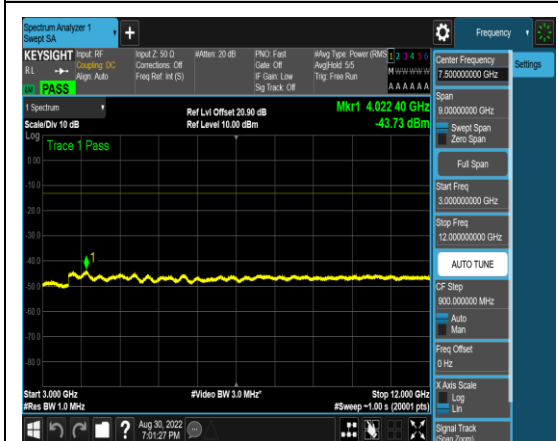 Spectrum Analyzer 1
Swept SA
Frequency
KEYSIGHT
Input: RF
Coupling: DC
Align: Auto
Input Z: 50 Ω
Corrections: Off
Freq Ref: Int (S)
#Atten: 20 dB
PNO: Fast
Gate: Off
IF Gain: Low
Sig Track: Off
#Avg Type: Power (RMS
Avg|Hold: 5/5
Trig: Free Run
1 2 3 4 5 6
M W W W W W
A A A A A A
RL
PASS
1 Spectrum
Scale/Div 10 dB
Ref Lvl Offset 20.90 dB
Ref Level 10.00 dBm
Mkr1 4.022 40 GHz
-43.73 dBm
Log
Trace 1 Pass
0.00
-10.0
-20.0
-30.0
-40.0
-50.0
-60.0
-70.0
-80.0
1
Start 3.000 GHz
#Res BW 1.0 MHz
#Video BW 3.0 MHz*
Stop 12.000 GHz
#Sweep ~1.00 s (20001 pts)
Aug 30, 2022
7:01:27 PM
Center Frequency
7.500000000 GHz
Settings
Span
9.00000000 GHz
Swept Span
Zero Span
Full Span
Start Freq
3.000000000 GHz
Stop Freq
12.000000000 GHz
AUTO TUNE
CF Step
900.000000 MHz
Auto
Man
Freq Offset
0 Hz
X Axis Scale
Log
Lin
Signal Track
(Span Zoom)